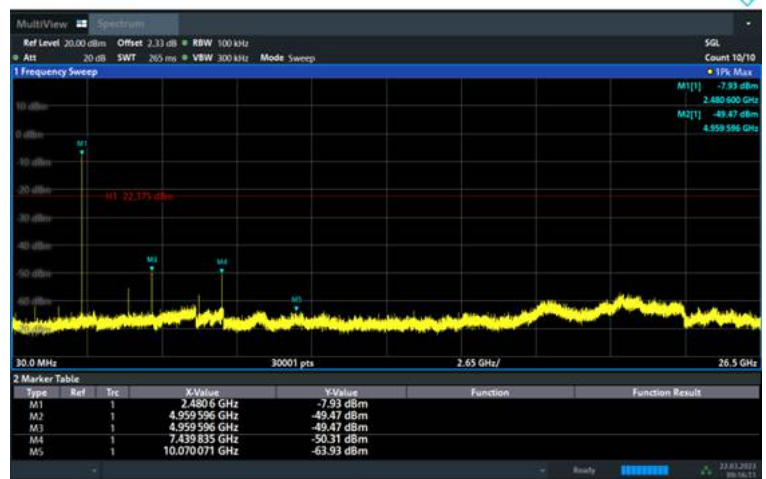 MultiView Spectrum
Ref Level 20.00 dBm Offset 2.33 dB RBW 100 kHz SGL
Att 20 dB SWT 265 ms VBW 300 kHz Mode Sweep Count 10/10
1 Frequency Sweep 1Pk Max
M1[1] -7.93 dBm
2.480 600 GHz
10 dBm
M2[1] -49.47 dBm
4.959 596 GHz
0 dBm
M1
-10 dBm
-20 dBm
H1 -22.375 dBm
-30 dBm
-40 dBm
M3 M4
-50 dBm
M5
-60 dBm
-70 dBm
30.0 MHz 30001 pts 2.65 GHz/ 26.5 GHz
2 Marker Table
Type Ref Trc X-Value Y-Value Function Function Result
M1 1 2.4806 GHz -7.93 dBm
M2 1 4.959 596 GHz -49.47 dBm
M3 1 4.959 596 GHz -49.47 dBm
M4 1 7.439 835 GHz -50.31 dBm
M5 1 10.070 071 GHz -63.93 dBm
Ready 22.03.2023